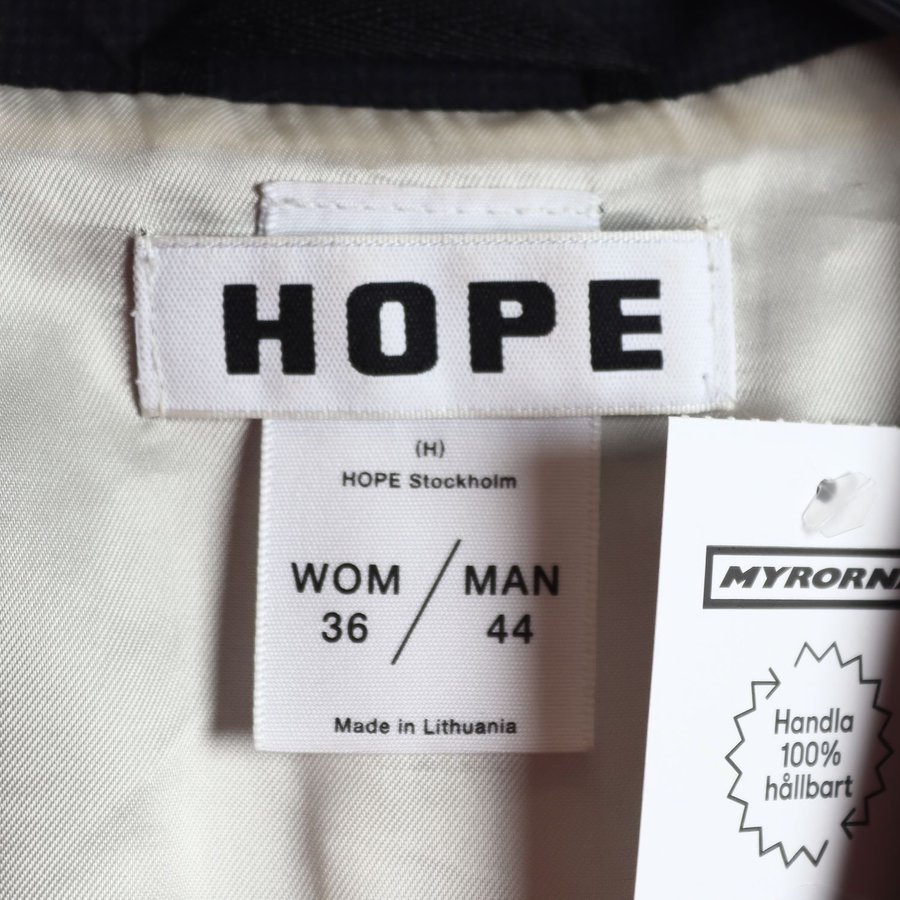 HOPE
(H)
HOPE Stockholm
WOM / MAN
36 / 44
Made in Lithuania
Handla
100%
hållbart